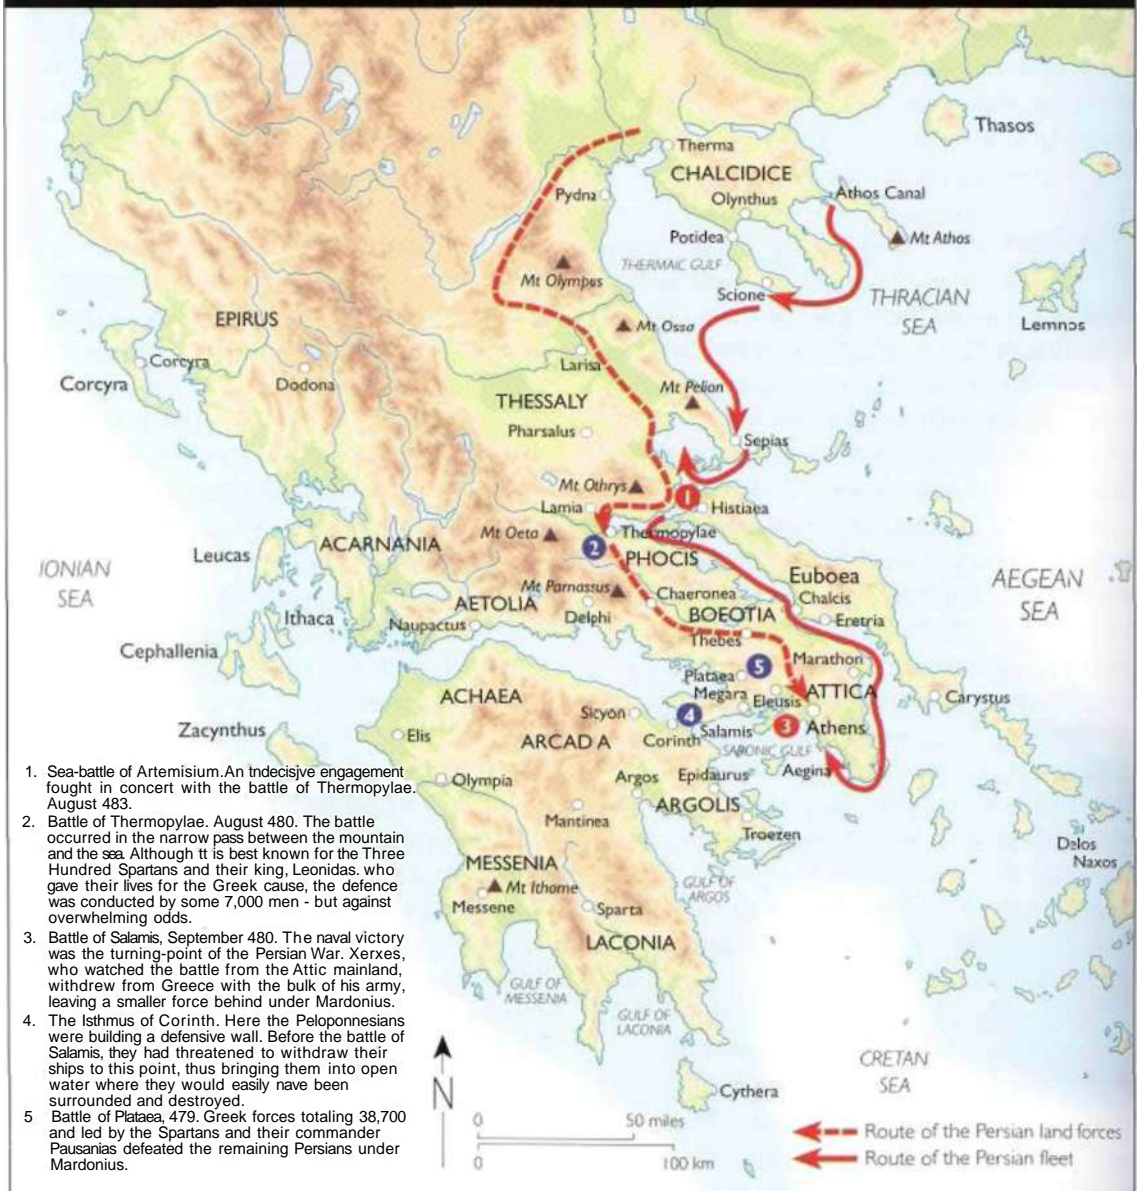 Thasos
Therma
CHALCIDICE
Pydna
Olynthus
Athos Canal
Potidea
Mt Athos
THERMAIC GULF
Mt Olympus
Scione
THRACIAN
SEA
EPIRUS
Mt Ossa
Lemnos
Corcyra
Larisa
Corcyra
Dodona
Mt Pelion
THESSALY
Pharsalus
Sepias
Mt Othrys
1
Lamia
Histiaea
Mt Oeta
Thermopylae
2
ACARNANIA
PHOCIS
Leucas
IONIAN
SEA
AEGEAN
SEA
Euboea
Mt Parnassus
Chaeronea
Chalcis
AETOLIA
BOEOTIA
Ithaca
Naupactus
Delphi
Eretria
Thebes
Cephallenia
5
Marathon
Plataea
ACHAEA
Megara
Eleusis
ATTICA
Carystus
Sicyon
4
3
Athens
Zacynthus
Elis
ARCAD A
Corinth
Salamis
SARONIC GULF
Aegina
Olympia
Argos
Epidaurus
ARGOLIS
Mantinea
Troezen
Delos
Naxos
MESSENIA
Mt Ithome
GULF OF
ARGOS
Messene
Sparta
LACONIA
GULF OF
MESSENIA
GULF OF
LACONIA
CRETAN
SEA
Cythera
1. Sea-battle of Artemisium.An tndecisjve engagement
fought in concert with the battle of Thermopylae.
August 483.
2. Battle of Thermopylae. August 480. The battle
occurred in the narrow pass between the mountain
and the sea. Although tt is best known for the Three
Hundred Spartans and their king, Leonidas. who
gave their lives for the Greek cause, the defence
was conducted by some 7,000 men - but against
overwhelming odds.
3. Battle of Salamis, September 480. The naval victory
was the turning-point of the Persian War. Xerxes,
who watched the battle from the Attic mainland,
withdrew from Greece with the bulk of his army,
leaving a smaller force behind under Mardonius.
4. The Isthmus of Corinth. Here the Peloponnesians
were building a defensive wall. Before the battle of
Salamis, they had threatened to withdraw their
ships to this point, thus bringing them into open
water where they would easily nave been
surrounded and destroyed.
5 Battle of Plataea, 479. Greek forces totaling 38,700
and led by the Spartans and their commander
Pausanias defeated the remaining Persians under
Mardonius.
N
0 50 miles
0 100 km
Route of the Persian land forces
Route of the Persian fleet